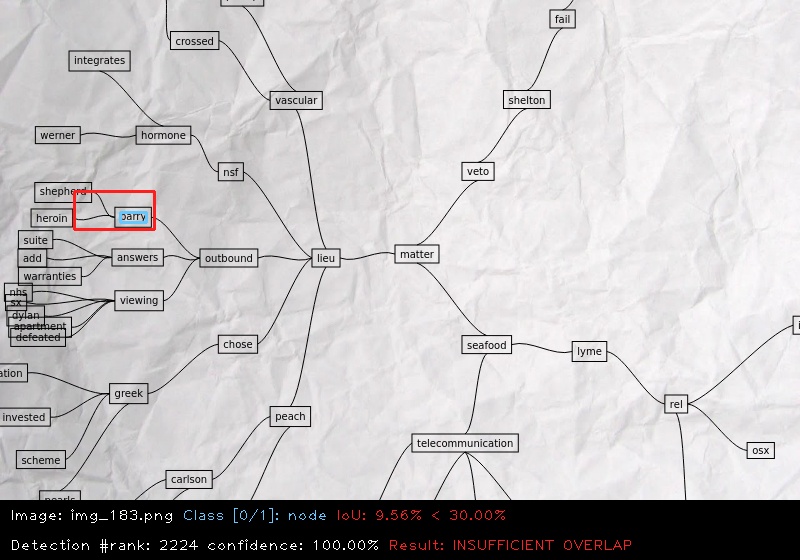 fail
crossed
integrates
vascular
shelton
werner
hormone
nsf
veto
shepherd
heroin
barry
suite
answers
add
outbound
lieu
matter
warranties
nhs
sx
viewing
dylan
apartment
defeated
chose
seafood
lyme
ation
greek
rel
invested
peach
telecommunication
osx
scheme
carlson
pearls
Image: img_183.png Class [0/1]: node IoU: 9.56% < 30.00%
Detection #rank: 2224 confidence: 100.00% Result: INSUFFICIENT OVERLAP